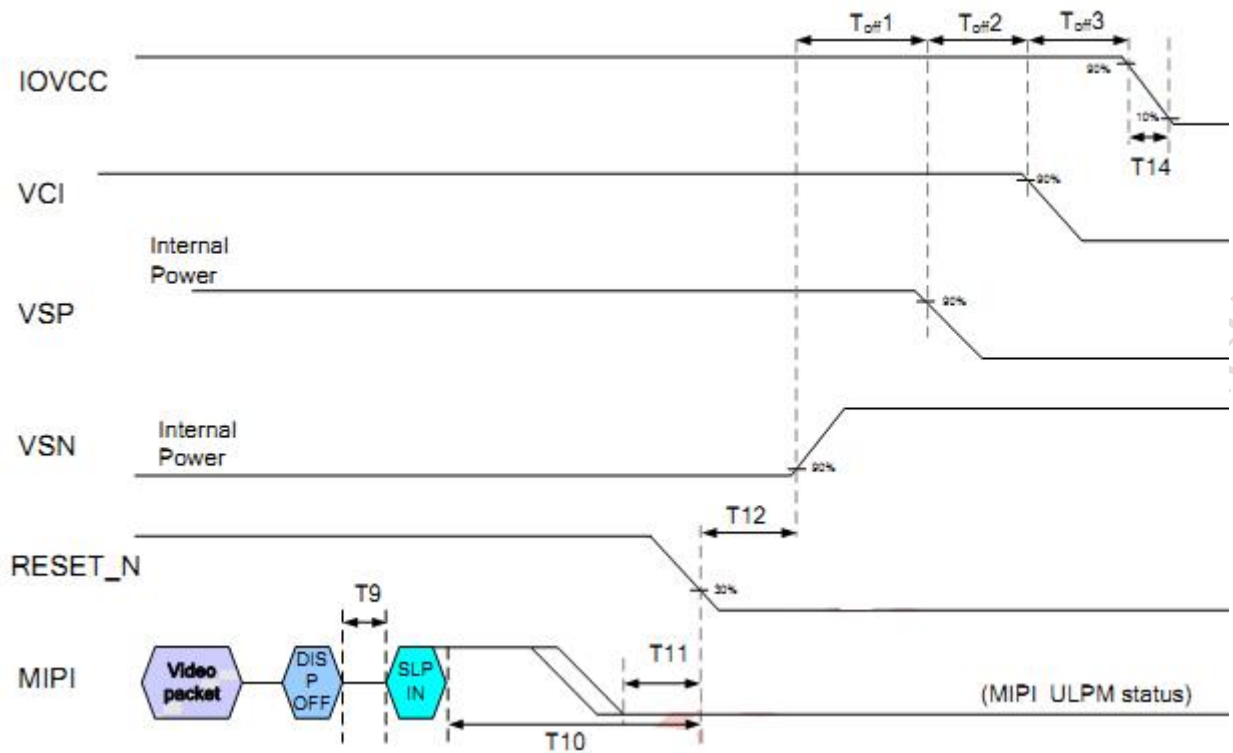 Toff1
Toff2
Toff3
IOVCC
90%
10%
T14
VCI
90%
Internal
Power
VSP
90%
VSN
Internal
Power
90%
T12
RESET_N
30%
T9
MIPI
Video
packet
DIS
P
OFF
SLP
IN
T11
(MIPI ULPM status)
T10